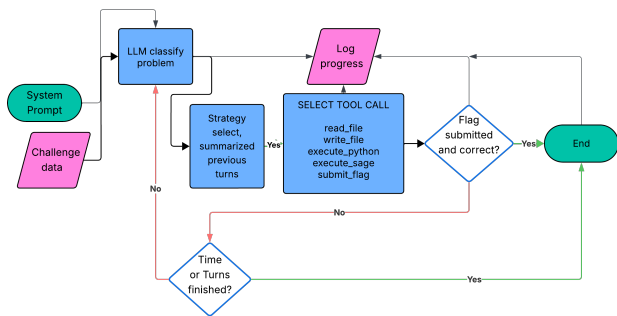 LLM classify
problem
Log
progress
System
Prompt
Challenge
data
Strategy
select,
summarized
previous
turns
Yes
SELECT TOOL CALL
read_file
write_file
execute_python
execute_sage
submit_flag
Flag
submitted
and correct?
Yes
End
No
No
Time
or Turns
finished?
Yes